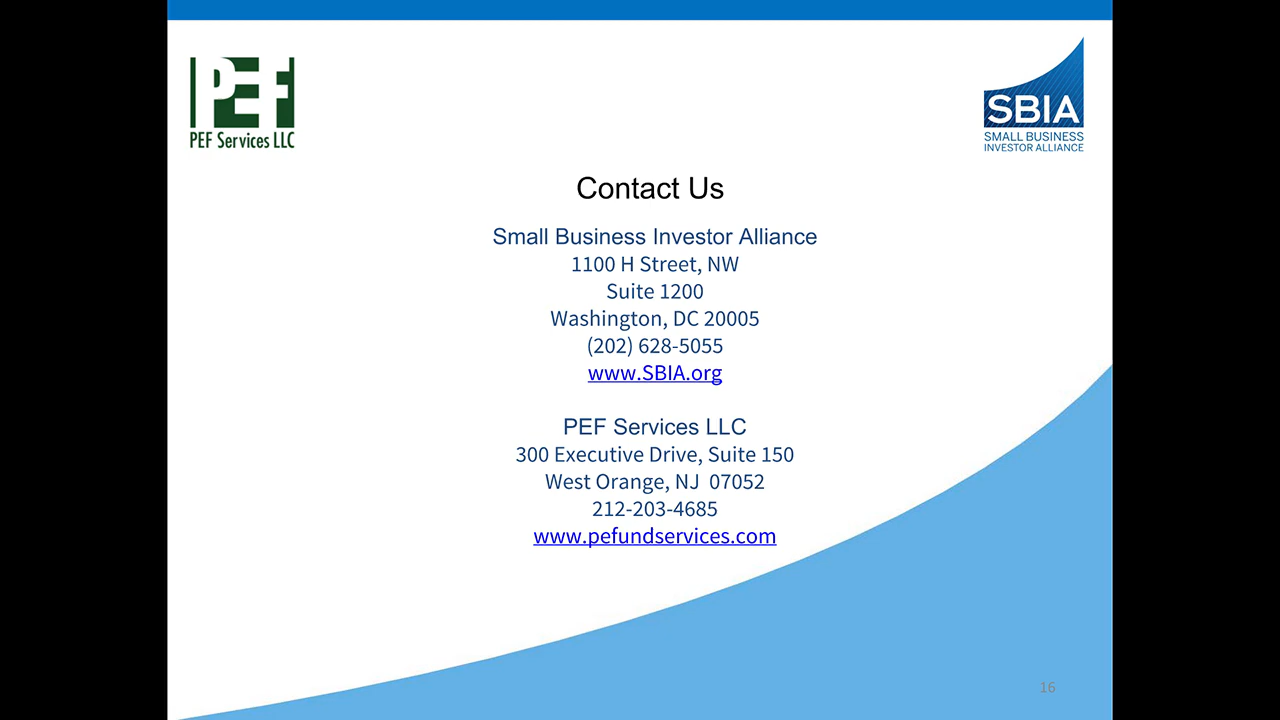 PEF
PEF Services LLC
SBIA
SMALL BUSINESS
INVESTOR ALLIANCE
Contact Us
Small Business Investor Alliance
1100 H Street, NW
Suite 1200
Washington, DC 20005
(202) 628-5055
www.SBIA.org
PEF Services LLC
300 Executive Drive, Suite 150
West Orange, NJ  07052
212-203-4685
www.pefundservices.com
16